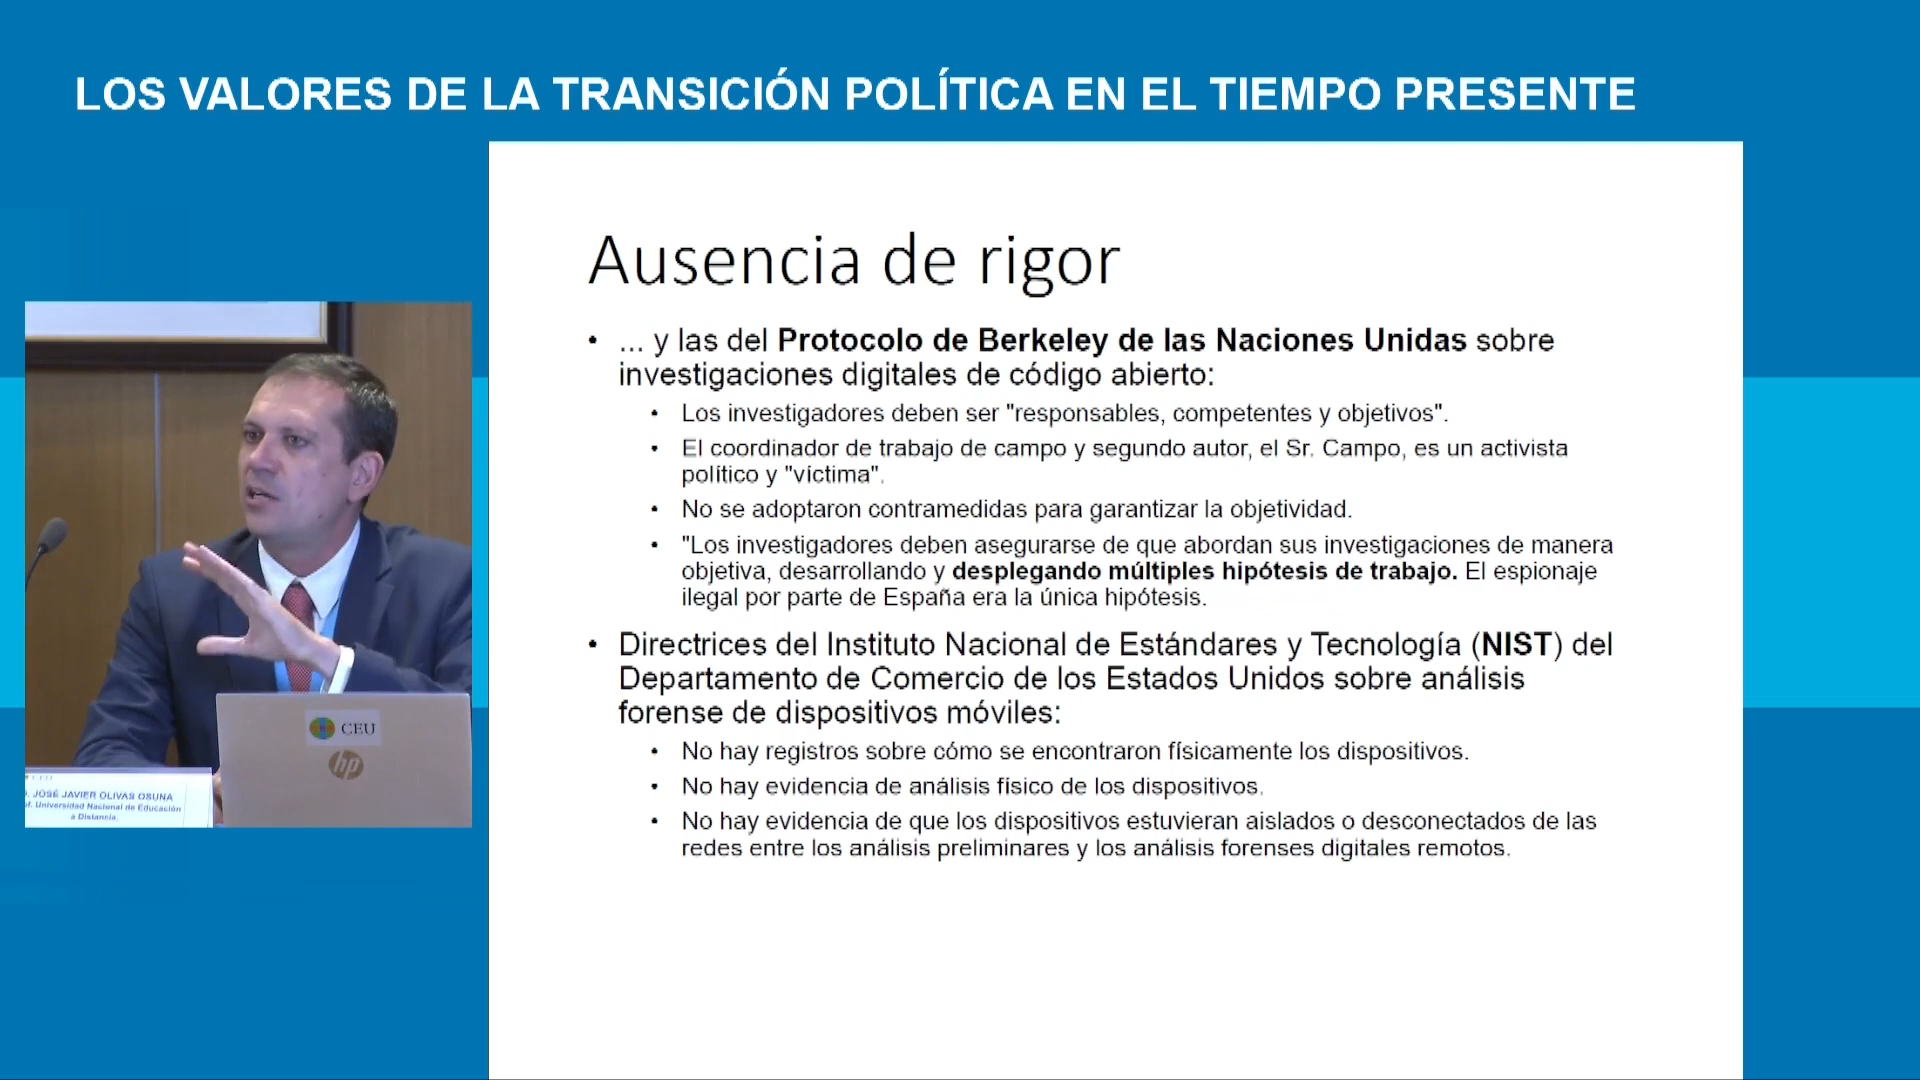 LOS VALORES DE LA TRANSICIÓN POLÍTICA EN EL TIEMPO PRESENTE
Ausencia de rigor
• ... y las del Protocolo de Berkeley de las Naciones Unidas sobre
investigaciones digitales de código abierto:
• Los investigadores deben ser "responsables, competentes y objetivos".
• El coordinador de trabajo de campo y segundo autor, el Sr. Campo, es un activista
político y "víctima".
• No se adoptaron contramedidas para garantizar la objetividad.
• "Los investigadores deben asegurarse de que abordan sus investigaciones de manera
objetiva, desarrollando y desplegando múltiples hipótesis de trabajo. El espionaje
ilegal por parte de España era la única hipótesis.
• Directrices del Instituto Nacional de Estándares y Tecnología (NIST) del
Departamento de Comercio de los Estados Unidos sobre análisis
forense de dispositivos móviles:
• No hay registros sobre cómo se encontraron físicamente los dispositivos.
• No hay evidencia de análisis físico de los dispositivos.
• No hay evidencia de que los dispositivos estuvieran aislados o desconectados de las
redes entre los análisis preliminares y los análisis forenses digitales remotos.
CEU
hp
CEU
JOSÉ JAVIER OLIVAS OSUNA
Universidad Nacional de Educación
a Distancia.